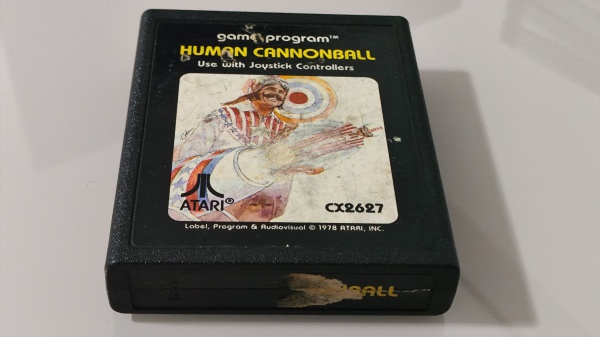 game program™
HUMAN CANNONBALL
Use with Joystick Controllers
ATARI®
CX2627
Label, Program & Audiovisual © 1978 ATARI, INC.
BALL